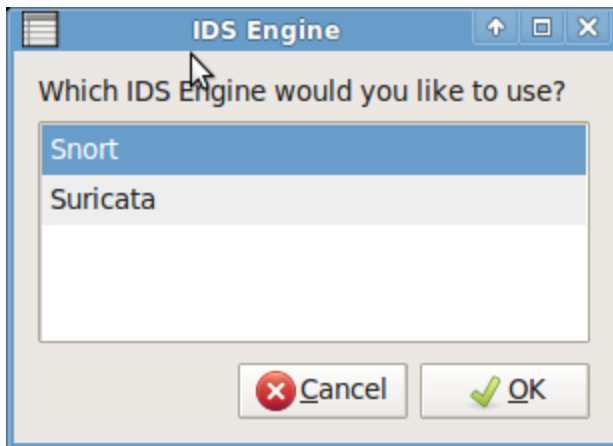 IDS Engine
Which IDS Engine would you like to use?
Snort
Suricata
Cancel
OK